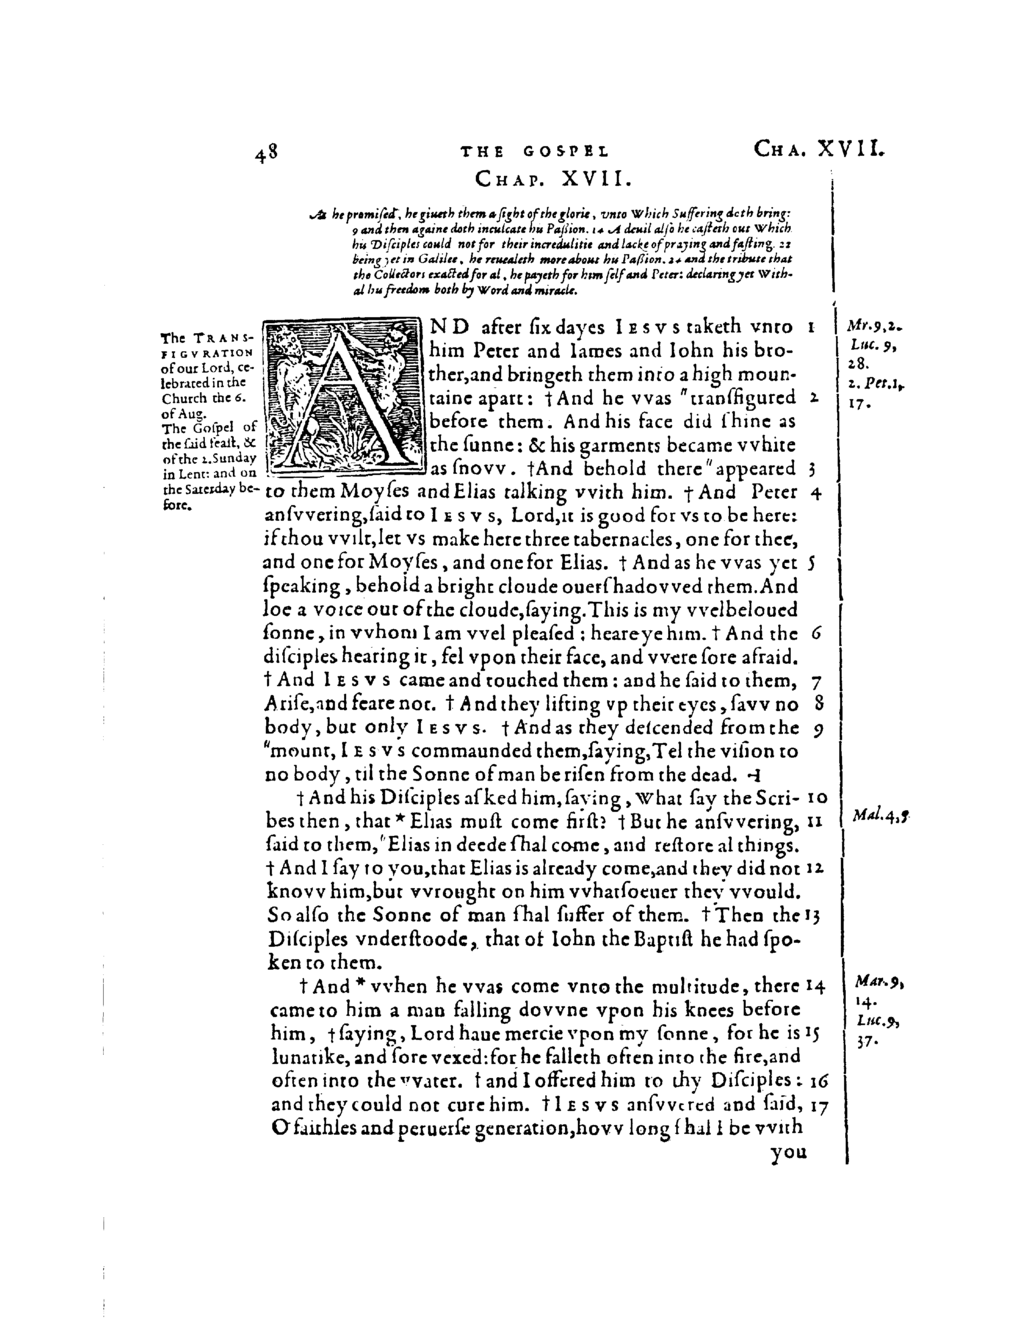 48 THE GOSPEL CHA. XVII.
CHAP. XVII.
As he promiſed, he giueth them a ſight of the glorie, vnto Which Suffering doth bring:
9 and then againe doth inculcate his Paſsion. 14 A deuil alſo he caſteth out Which
his Diſciples could not for their incredulitie and lacke of praying and faſting. 22
being yet in Galilee, he reuealeth more about his Paſsion. 24 and the tribute that
the Collectors exacted for al, he payeth for him ſelf and Peter: declaring yet With-
al his freedom both by Word and miracle.
The TRANS-
FIGVRATION
of our Lord, ce-
lebrated in the
Church the 6.
of Aug.
The Goſpel of
the ſaid feaſt, &
of the 2. Sunday
in Lent: and on
the Saterday be-
fore.
AND after ſix dayes IESVS taketh vnto 1
him Peter and Iames and Iohn his bro-
ther, and bringeth them into a high moun-
taine apart: † And he vvas "tranſfigured 2
before them. And his face did ſhine as
the ſunne: & his garments became vvhite
as ſnovv. † And behold there "appeared 3
to them Moyſes and Elias talking vvith him. † And Peter 4
anſvvering, ſaid to IESVS, Lord, it is good for vs to be here:
if thou vvilt, let vs make here three tabernacles, one for thee,
and one for Moyſes, and one for Elias. † And as he vvas yet 5
ſpeaking, behold a bright cloude ouerſhadovved them. And
loe a voice out of the cloude, ſaying. This is my vvelbeloued
ſonne, in vvhom I am vvel pleaſed: heare ye him. † And the 6
diſciples hearing it, fel vpon their face, and vvere ſore afraid.
† And IESVS came and touched them: and he ſaid to them, 7
Ariſe, and feare not. † And they lifting vp their eyes, ſavv no 8
body, but only IESVS. † And as they deſcended from the 9
"mount, IESVS commaunded them, ſaying, Tel the viſion to
no body, til the Sonne of man be riſen from the dead. ⊣
† And his Diſciples aſked him, ſaying, What ſay the Scri- 10
bes then, that * Elias muſt come firſt? † But he anſvvering, 11
ſaid to them, "Elias in deede ſhal come, and reſtore al things.
† And I ſay to you, that Elias is already come, and they did not 12
knovv him, but vvrought on him vvhatſoeuer they vvould.
So alſo the Sonne of man ſhal ſuffer of them. † Then the 13
Diſciples vnderſtoode, that of Iohn the Baptiſt he had ſpo-
ken to them.
† And * vvhen he vvas come vnto the multitude, there 14
came to him a man falling dovvne vpon his knees before
him, † ſaying, Lord haue mercie vpon my ſonne, for he is 15
lunatike, and ſore vexed: for he falleth often into the fire, and
often into the vvater. † and I offered him to thy Diſciples: 16
and they could not cure him. † IESVS anſvvered and ſaid, 17
O faithles and peruerſe generation, hovv long ſhal I be vvith
you
Mr. 9, 2.
Luc. 9,
28.
2. Pet. 1,
17.
Mal. 4, 5
Mar. 9,
14.
Luc. 9,
37.